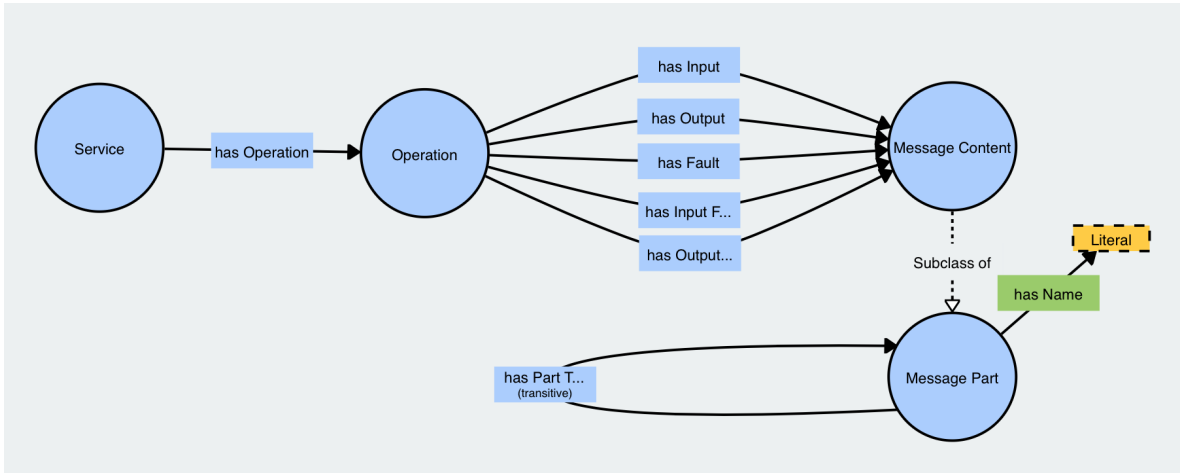 Service
has Operation
Operation
has Input
has Output
has Fault
has Input F...
has Output...
Message Content
Subclass of
Literal
has Name
has Part T...
(transitive)
Message Part